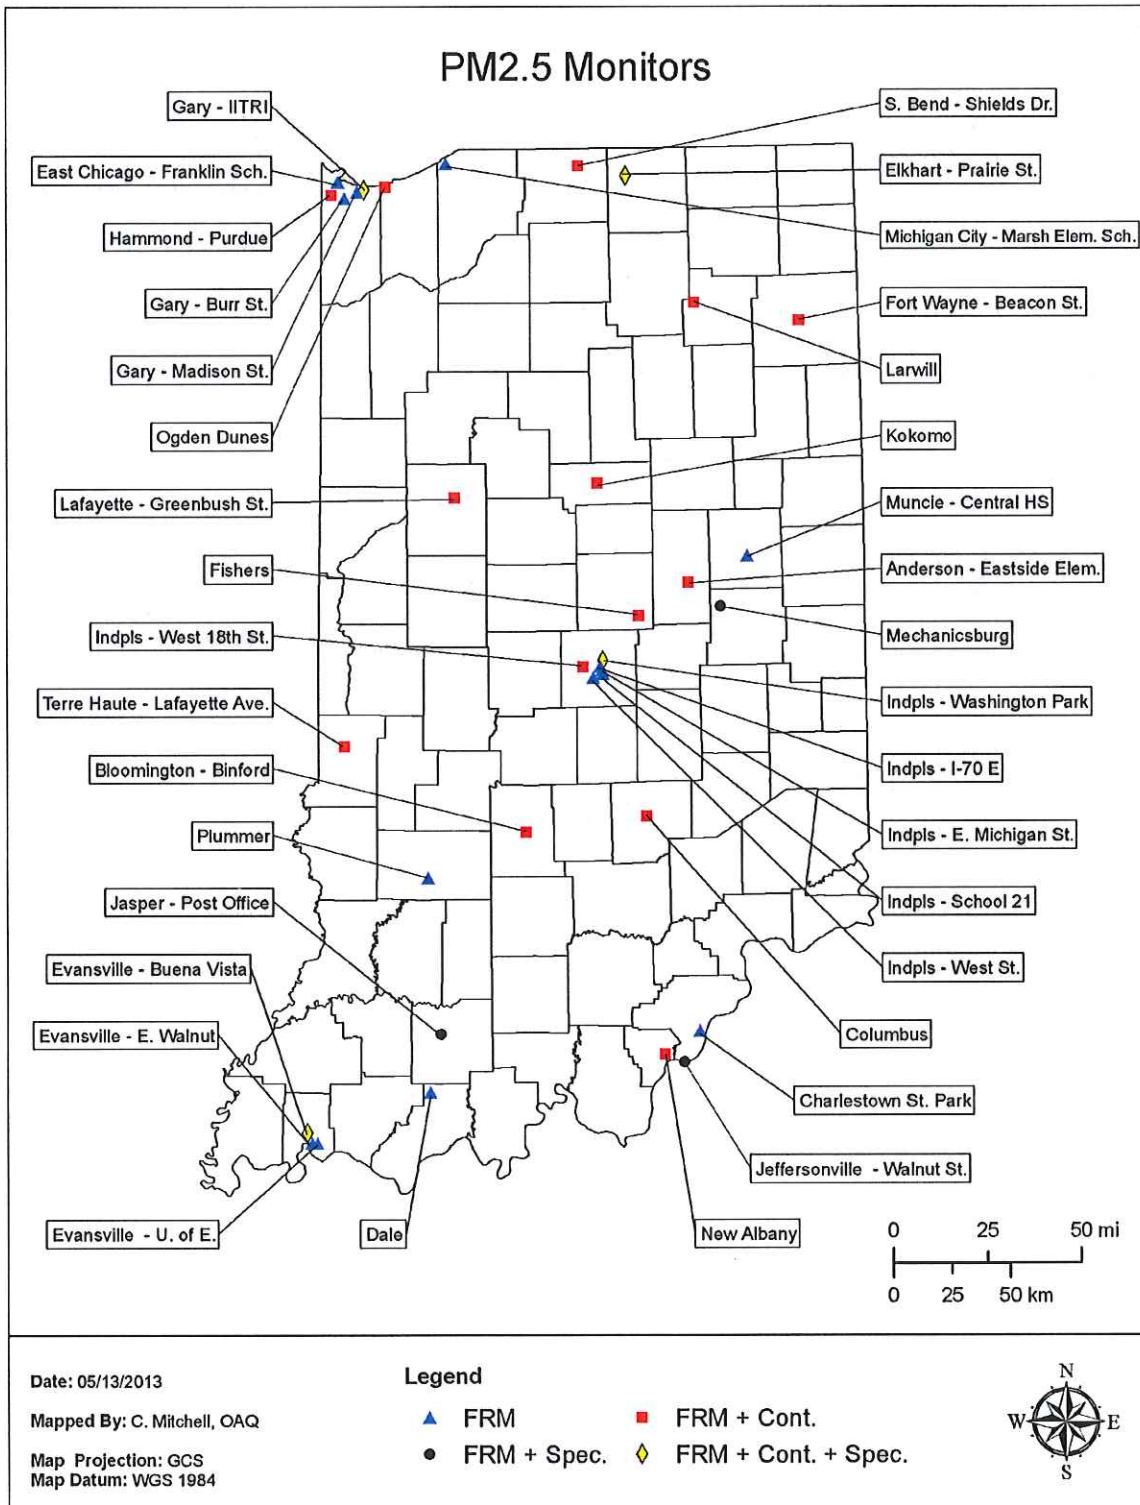 PM2.5 Monitors
Gary - IITRI
S. Bend - Shields Dr.
East Chicago - Franklin Sch.
Elkhart - Prairie St.
Hammond - Purdue
Michigan City - Marsh Elem. Sch.
Gary - Burr St.
Fort Wayne - Beacon St.
Gary - Madison St.
Larwill
Ogden Dunes
Kokomo
Lafayette - Greenbush St.
Muncie - Central HS
Fishers
Anderson - Eastside Elem.
Indpls - West 18th St.
Mechanicsburg
Terre Haute - Lafayette Ave.
Indpls - Washington Park
Bloomington - Binford
Indpls - I-70 E
Plummer
Indpls - E. Michigan St.
Jasper - Post Office
Indpls - School 21
Evansville - Buena Vista
Indpls - West St.
Evansville - E. Walnut
Columbus
Charlestown St. Park
Jeffersonville - Walnut St.
Evansville - U. of E.
Dale
New Albany
0 25 50 mi
0 25 50 km
Date: 05/13/2013
Mapped By: C. Mitchell, OAQ
Map Projection: GCS
Map Datum: WGS 1984
Legend
FRM
FRM + Cont.
FRM + Spec.
FRM + Cont. + Spec.
N
W E
S